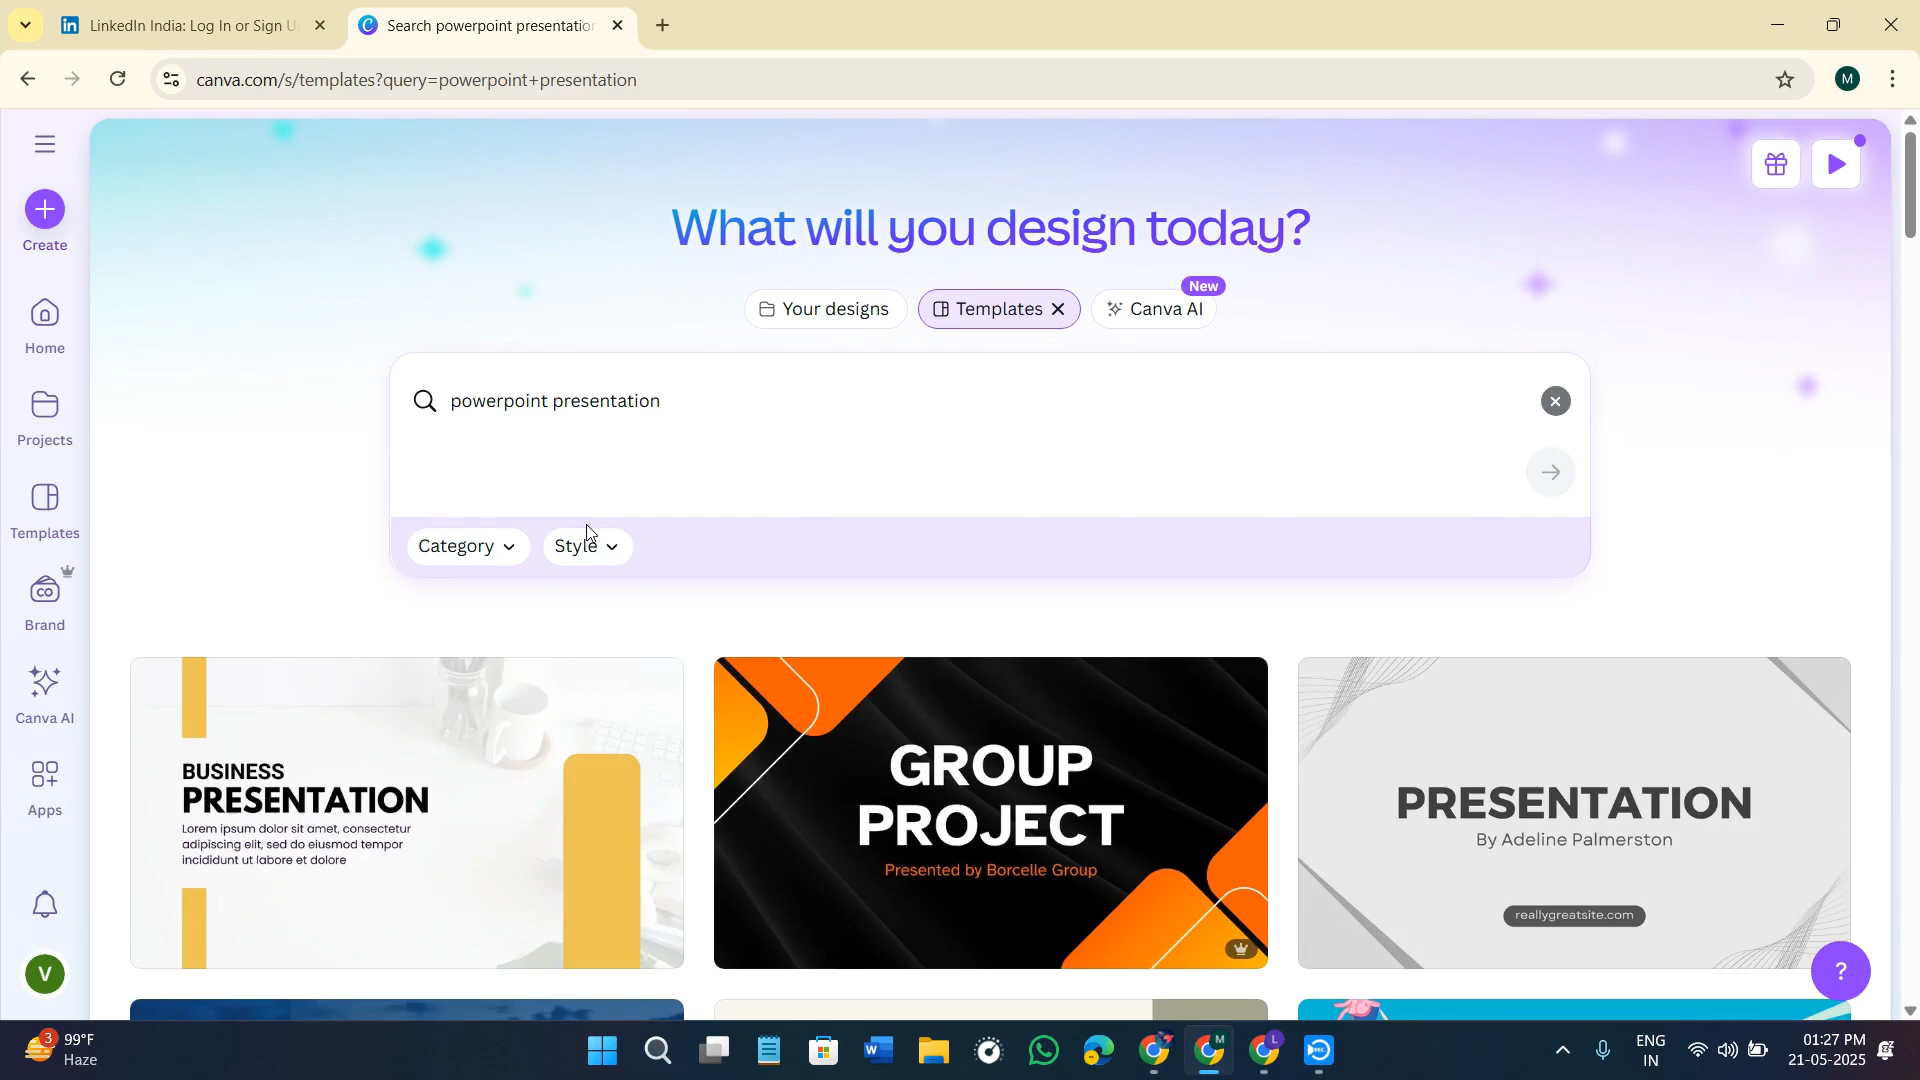 LinkedIn India: Log In or Sign U
Search powerpoint presentation
canva.com/s/templates?query=powerpoint+presentation
M
Create
Home
Projects
Templates
Brand
Canva AI
Apps
V
What will you design today?
Your designs
Templates
Canva AI
New
powerpoint presentation
Category
Style
BUSINESS
PRESENTATION
Lorem ipsum dolor sit amet, consectetur
adipiscing elit, sed do eiusmod tempor
incididunt ut labore et dolore
GROUP
PROJECT
Presented by Borcelle Group
PRESENTATION
By Adeline Palmerston
reallygreatsite.com
?
3
99°F
Haze
ENG
IN
01:27 PM
21-05-2025